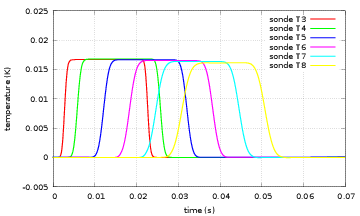 0.025
0.02
0.015
0.01
0.005
0
-0.005
temperature (K)
sonde T3
sonde T4
sonde T5
sonde T6
sonde T7
sonde T8
0 0.01 0.02 0.03 0.04 0.05 0.06 0.07
time (s)